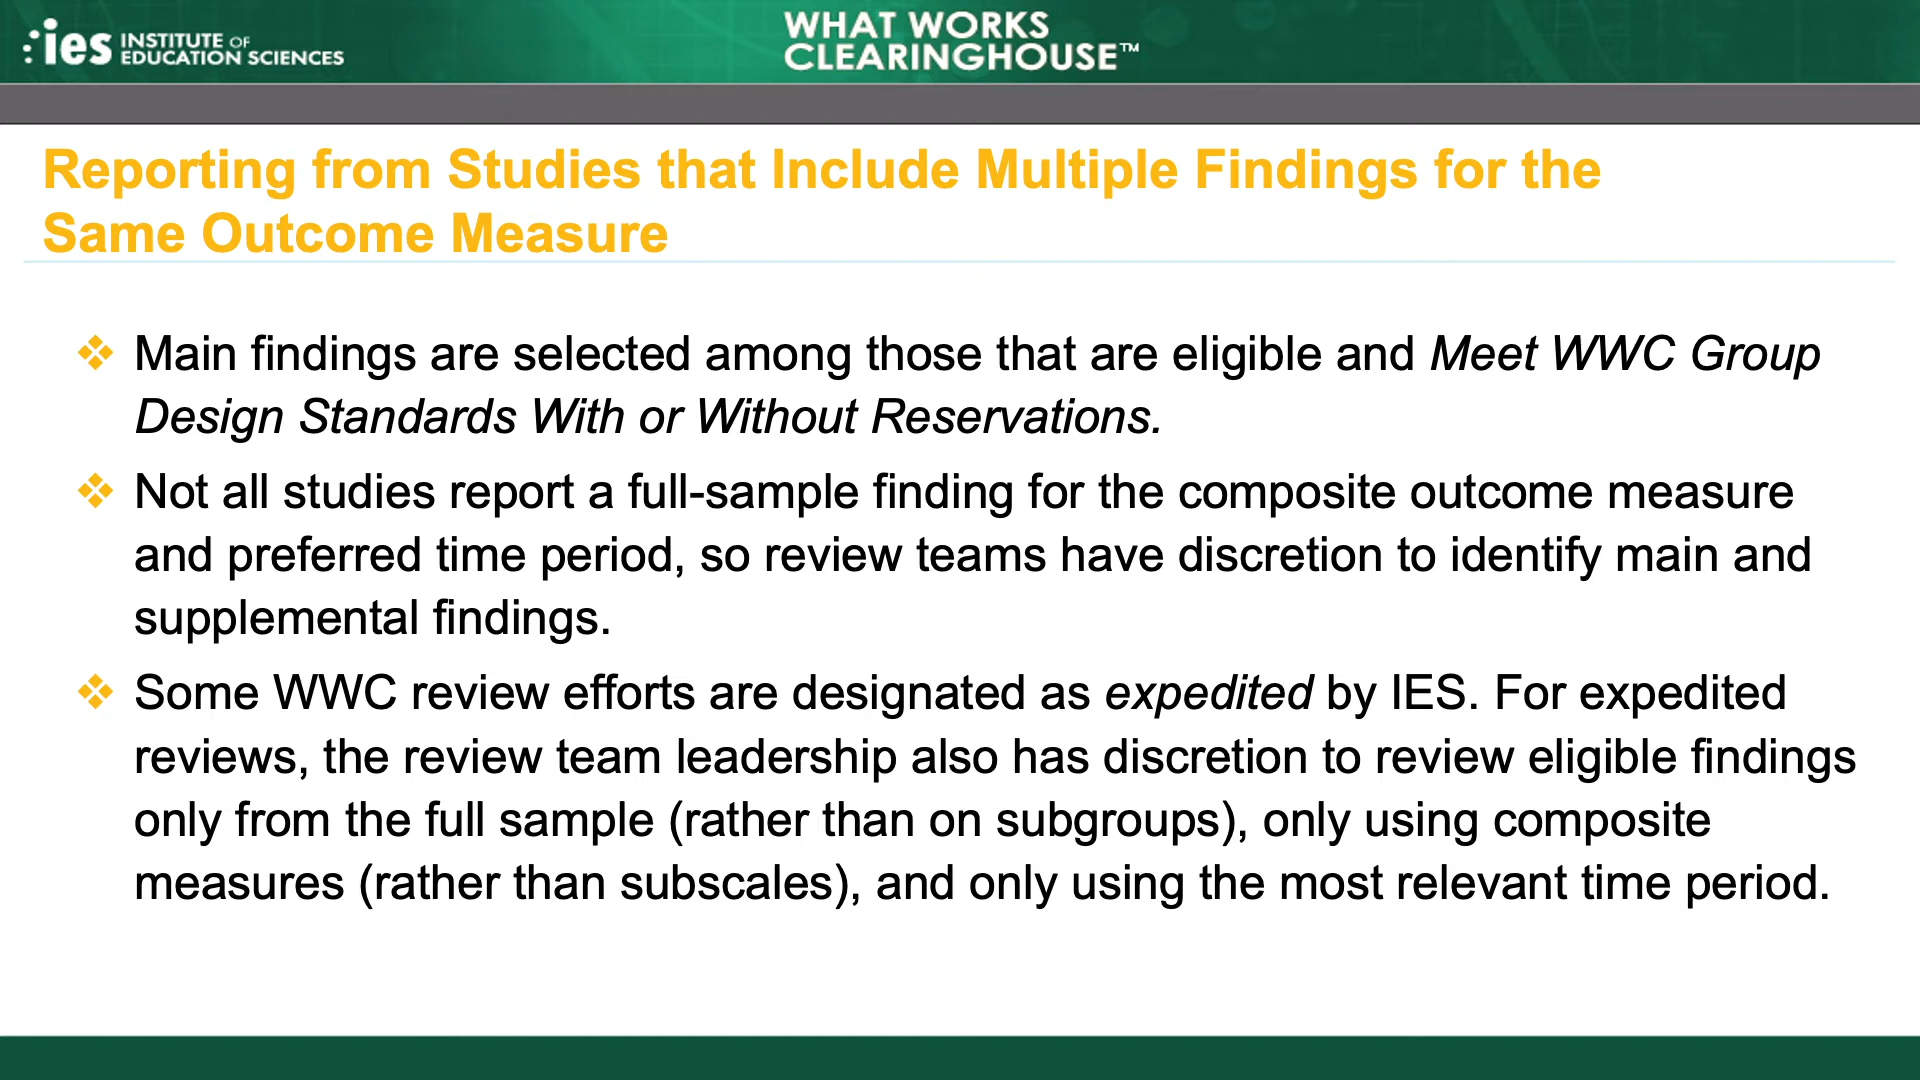 ies INSTITUTE OF
EDUCATION SCIENCES
WHAT WORKS
CLEARINGHOUSE™
Reporting from Studies that Include Multiple Findings for the
Same Outcome Measure
Main findings are selected among those that are eligible and Meet WWC Group
Design Standards With or Without Reservations.
Not all studies report a full-sample finding for the composite outcome measure
and preferred time period, so review teams have discretion to identify main and
supplemental findings.
Some WWC review efforts are designated as expedited by IES. For expedited
reviews, the review team leadership also has discretion to review eligible findings
only from the full sample (rather than on subgroups), only using composite
measures (rather than subscales), and only using the most relevant time period.